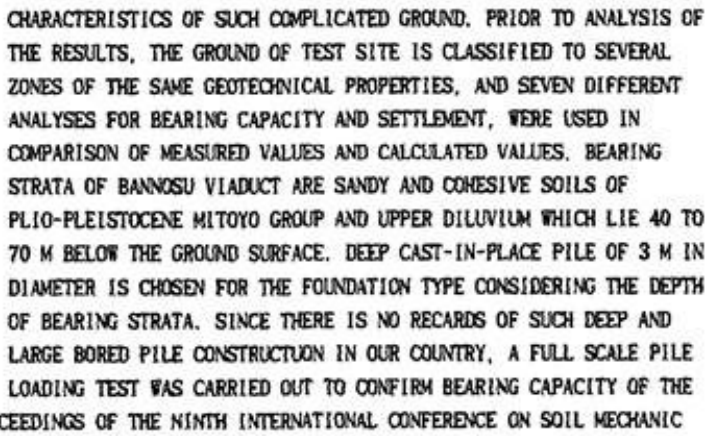 CHARACTERISTICS OF SUCH COMPLICATED GROUND. PRIOR TO ANALYSIS OF
THE RESULTS, THE GROUND OF TEST SITE IS CLASSIFIED TO SEVERAL
ZONES OF THE SAME GEOTECHNICAL PROPERTIES, AND SEVEN DIFFERENT
ANALYSES FOR BEARING CAPACITY AND SETTLEMENT, WERE USED IN
COMPARISON OF MEASURED VALUES AND CALCULATED VALUES. BEARING
STRATA OF BANNOSU VIADUCT ARE SANDY AND COHESIVE SOILS OF
PLIO-PLEISTOCENE MITOYO GROUP AND UPPER DILUVIUM WHICH LIE 40 TO
70 M BELOW THE GROUND SURFACE. DEEP CAST-IN-PLACE PILE OF 3 M IN
DIAMETER IS CHOSEN FOR THE FOUNDATION TYPE CONSIDERING THE DEPTH
OF BEARING STRATA. SINCE THERE IS NO RECARDS OF SUCH DEEP AND
LARGE BORED PILE CONSTRUCTUON IN OUR COUNTRY, A FULL SCALE PILE
LOADING TEST WAS CARRIED OUT TO CONFIRM BEARING CAPACITY OF THE
CEEDINGS OF THE NINTH INTERNATIONAL CONFERENCE ON SOIL MECHANIC